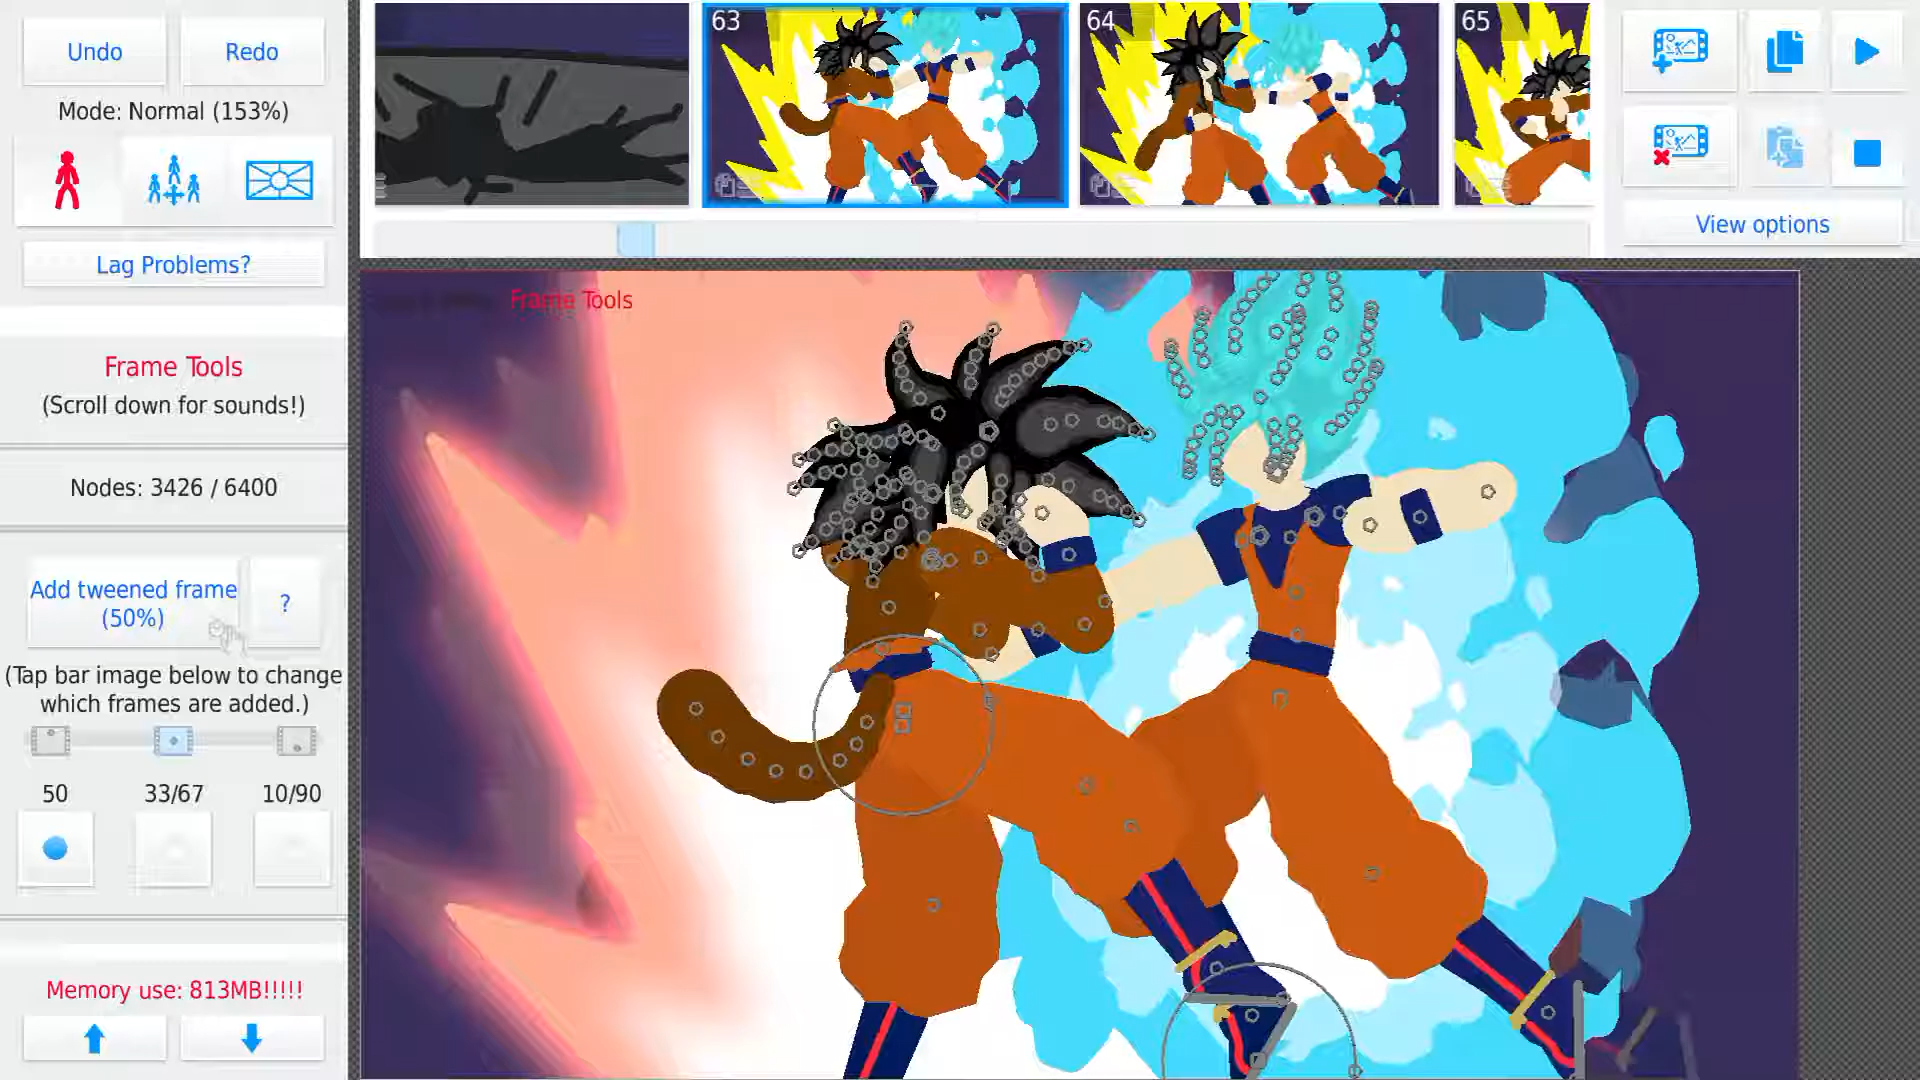 Undo
Redo
Mode: Normal (153%)
Lag Problems?
Frame Tools
(Scroll down for sounds!)
Nodes: 3426 / 6400
Add tweened frame
(50%)
?
(Tap bar image below to change
which frames are added.)
50
33/67
10/90
Memory use: 813MB!!!!!
63
64
65
View options
Frame Tools